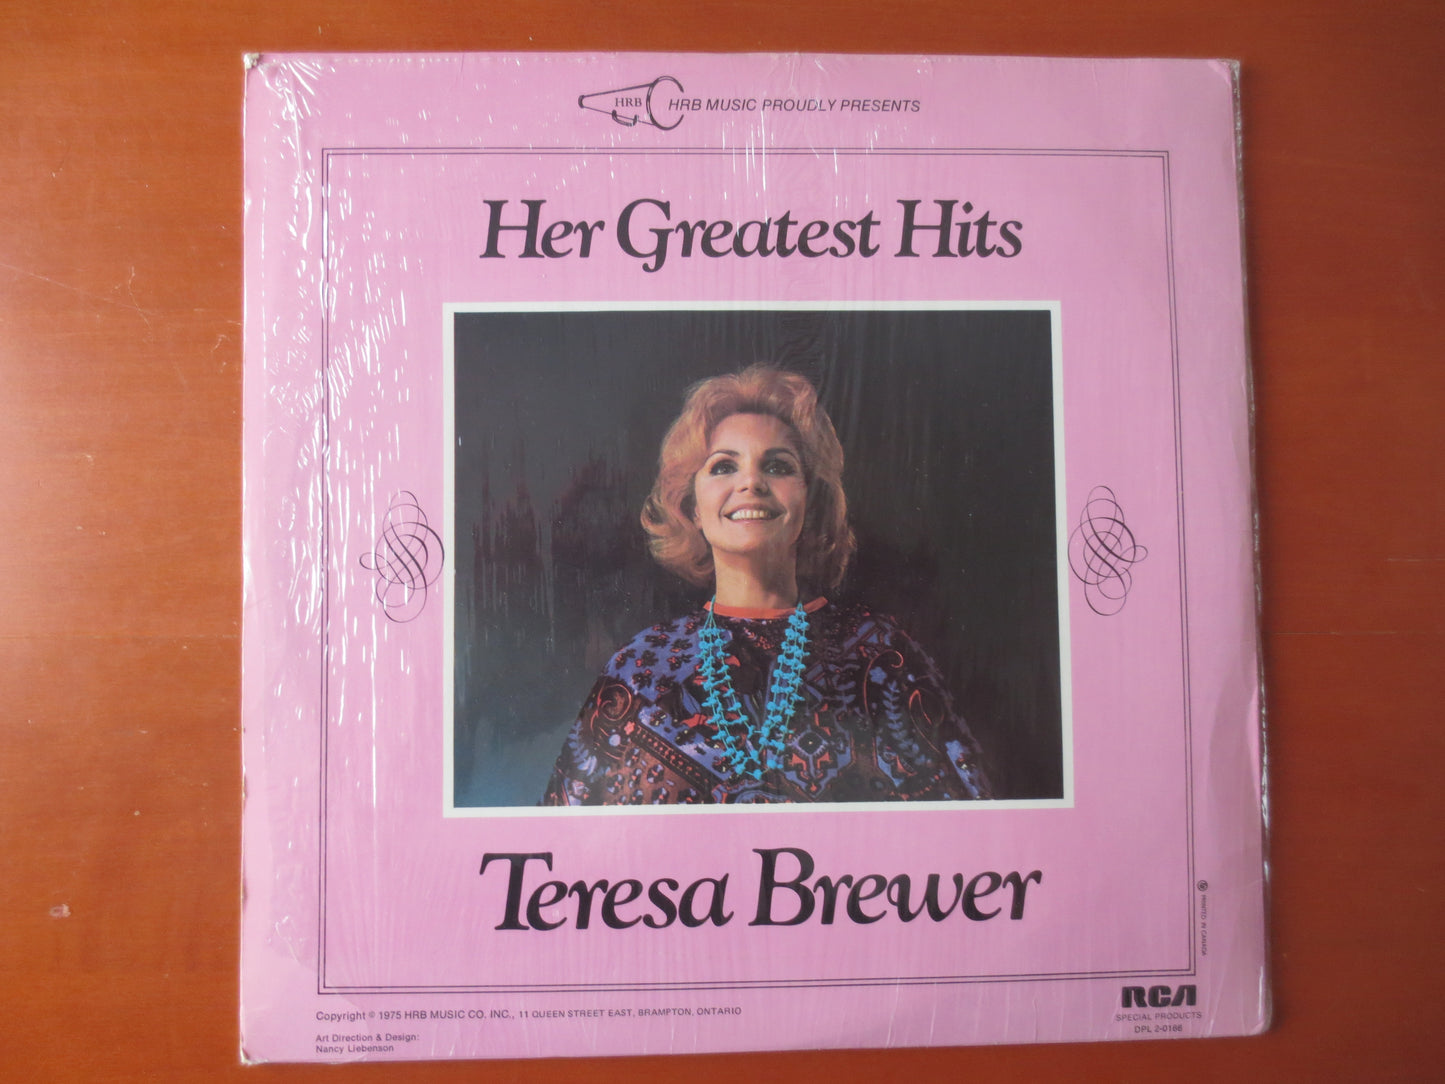 HRB
HRB MUSIC PROUDLY PRESENTS
Her Greatest Hits
Teresa Brewer
PRINTED IN CANADA
RCA
SPECIAL PRODUCTS
DPL 2-0166
Copyright © 1975 HRB MUSIC CO. INC., 11 QUEEN STREET EAST, BRAMPTON, ONTARIO
Art Direction & Design:
Nancy Liebenson